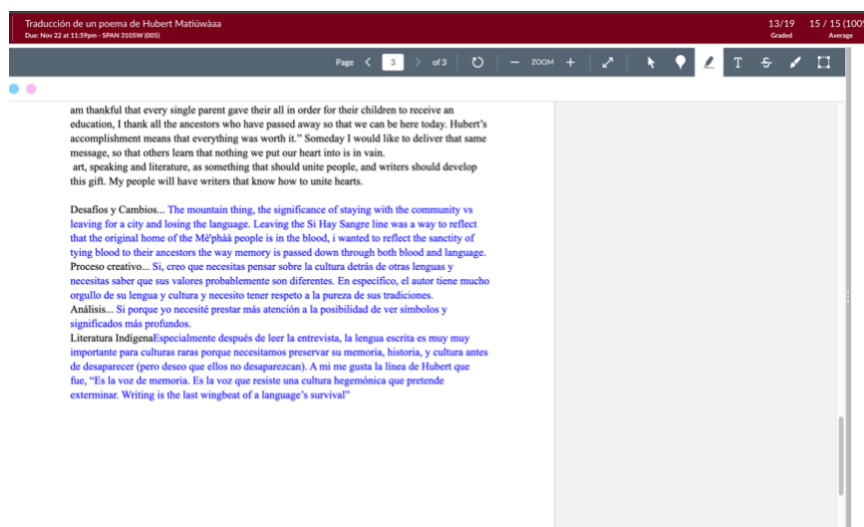 Traducción de un poema de Hubert Matiúwàaa
Due: Nov 22 at 11:59pm - SPAN 3105W (005)
13/19
Graded
15 / 15 (100%
Average
Page
3
of 3
ZOOM
T
S
am thankful that every single parent gave their all in order for their children to receive an
education, I thank all the ancestors who have passed away so that we can be here today. Hubert's
accomplishment means that everything was worth it." Someday I would like to deliver that same
message, so that others learn that nothing we put our heart into is in vain.
art, speaking and literature, as something that should unite people, and writers should develop
this gift. My people will have writers that know how to unite hearts.
Desafíos y Cambios... The mountain thing, the significance of staying with the community vs
leaving for a city and losing the language. Leaving the Si Hay Sangre line was a way to reflect
that the original home of the Mè'phàà people is in the blood, i wanted to reflect the sanctity of
tying blood to their ancestors the way memory is passed down through both blood and language.
Proceso creativo... Si, creo que necesitas pensar sobre la cultura detrás de otras lenguas y
necesitas saber que sus valores probablemente son diferentes. En específico, el autor tiene mucho
orgullo de su lengua y cultura y necesito tener respeto a la pureza de sus tradiciones.
Análisis... Si porque yo necesité prestar más atención a la posibilidad de ver símbolos y
significados más profundos.
Literatura IndígenaEspecialmente después de leer la entrevista, la lengua escrita es muy muy
importante para culturas raras porque necesitamos preservar su memoria, historia, y cultura antes
de desaparecer (pero deseo que ellos no desaparezcan). A mi me gusta la línea de Hubert que
fue, "Es la voz de memoria. Es la voz que resiste una cultura hegemónica que pretende
exterminar. Writing is the last wingbeat of a language's survival"